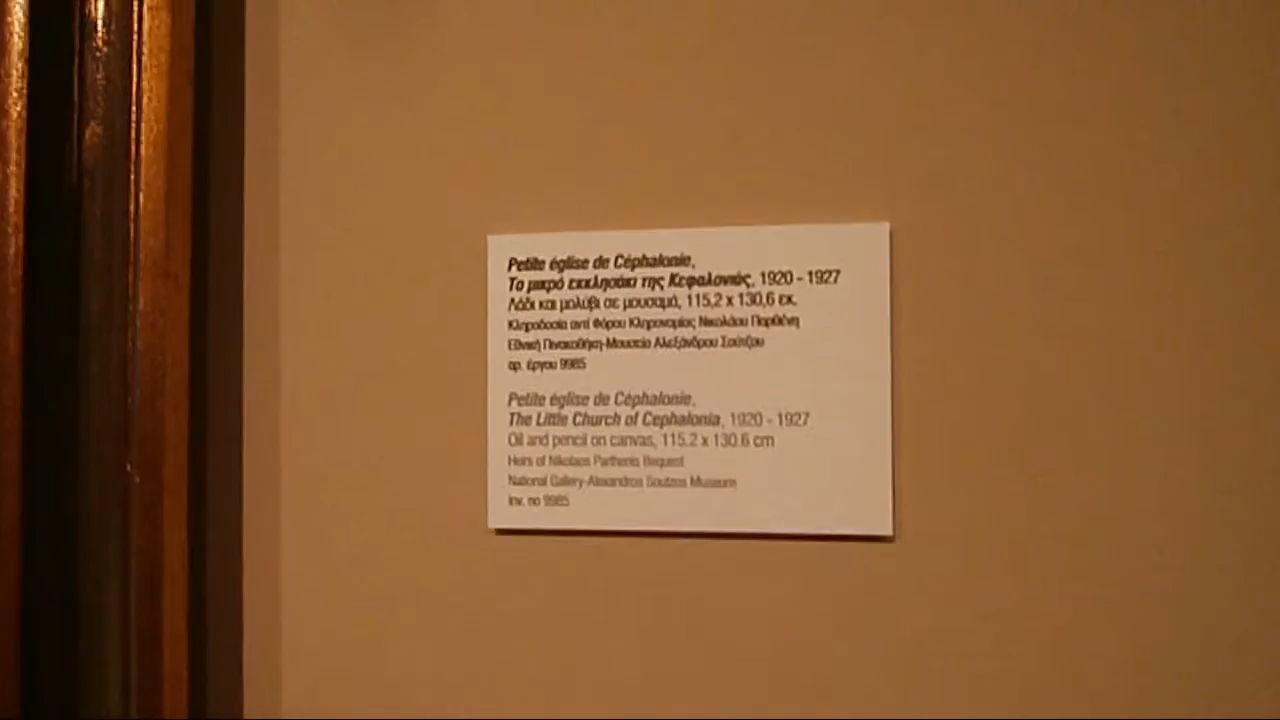 Petite église de Céphalonie,
Το μικρό εκκλησάκι της Κεφαλονιάς, 1920 - 1927
Λάδι και μολύβι σε μουσαμά, 115,2 x 130,6 εκ.
Κληροδοσία αντί Φόρου Κληρονομίας Νικολάου Παρθένη
Εθνική Πινακοθήκη-Μουσείο Αλεξάνδρου Σούτζου
αρ. έργου 9985
Petite église de Céphalonie,
The Little Church of Cephalonia, 1920 - 1927
Oil and pencil on canvas, 115.2 x 130.6 cm
Heirs of Nikolaos Parthenis Bequest
National Gallery-Alexandros Soutzos Museum
inv. no 9985